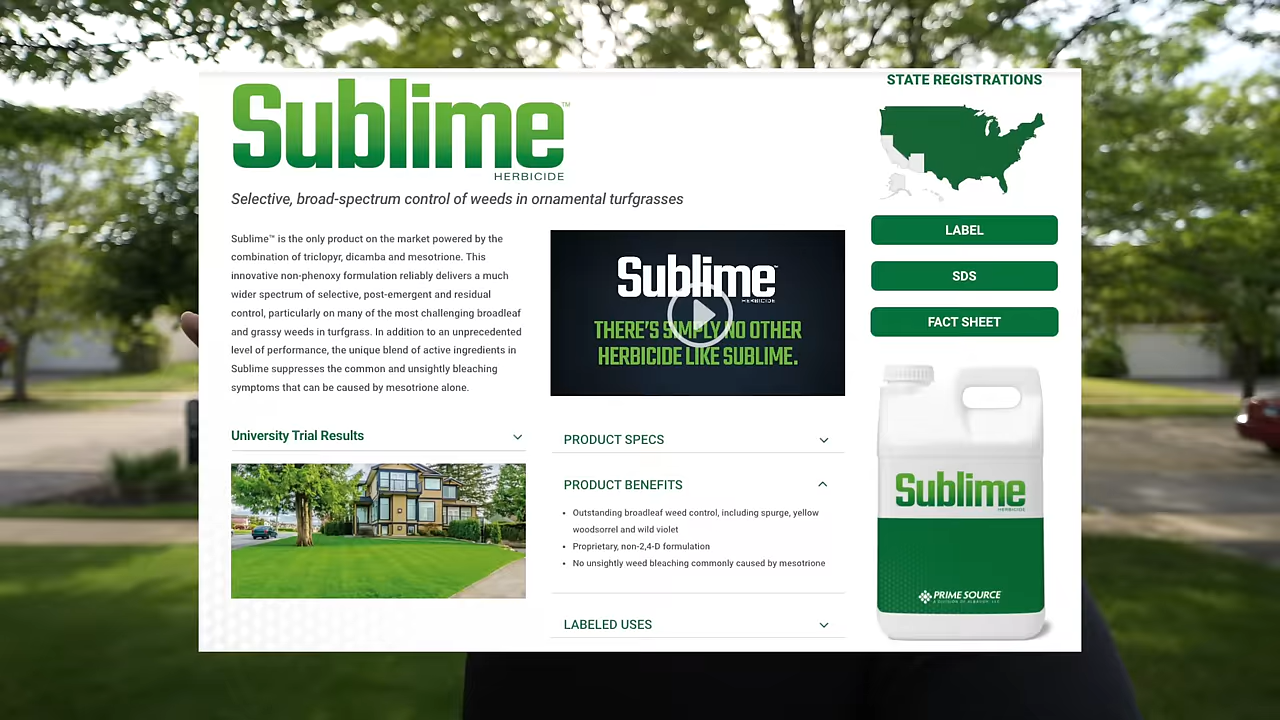 Sublime™
HERBICIDE
Selective, broad-spectrum control of weeds in ornamental turfgrasses
Sublime™ is the only product on the market powered by the
combination of triclopyr, dicamba and mesotrione. This
innovative non-phenoxy formulation reliably delivers a much
wider spectrum of selective, post-emergent and residual
control, particularly on many of the most challenging broadleaf
and grassy weeds in turfgrass. In addition to an unprecedented
level of performance, the unique blend of active ingredients in
Sublime suppresses the common and unsightly bleaching
symptoms that can be caused by mesotrione alone.
University Trial Results
Sublime™
HERBICIDE
THERE'S SIMPLY NO OTHER
HERBICIDE LIKE SUBLIME.
PRODUCT SPECS
PRODUCT BENEFITS
• Outstanding broadleaf weed control, including spurge, yellow
woodsorrel and wild violet
• Proprietary, non-2,4-D formulation
• No unsightly weed bleaching commonly caused by mesotrione
LABELED USES
STATE REGISTRATIONS
LABEL
SDS
FACT SHEET
Sublime
HERBICIDE
PRIME SOURCE